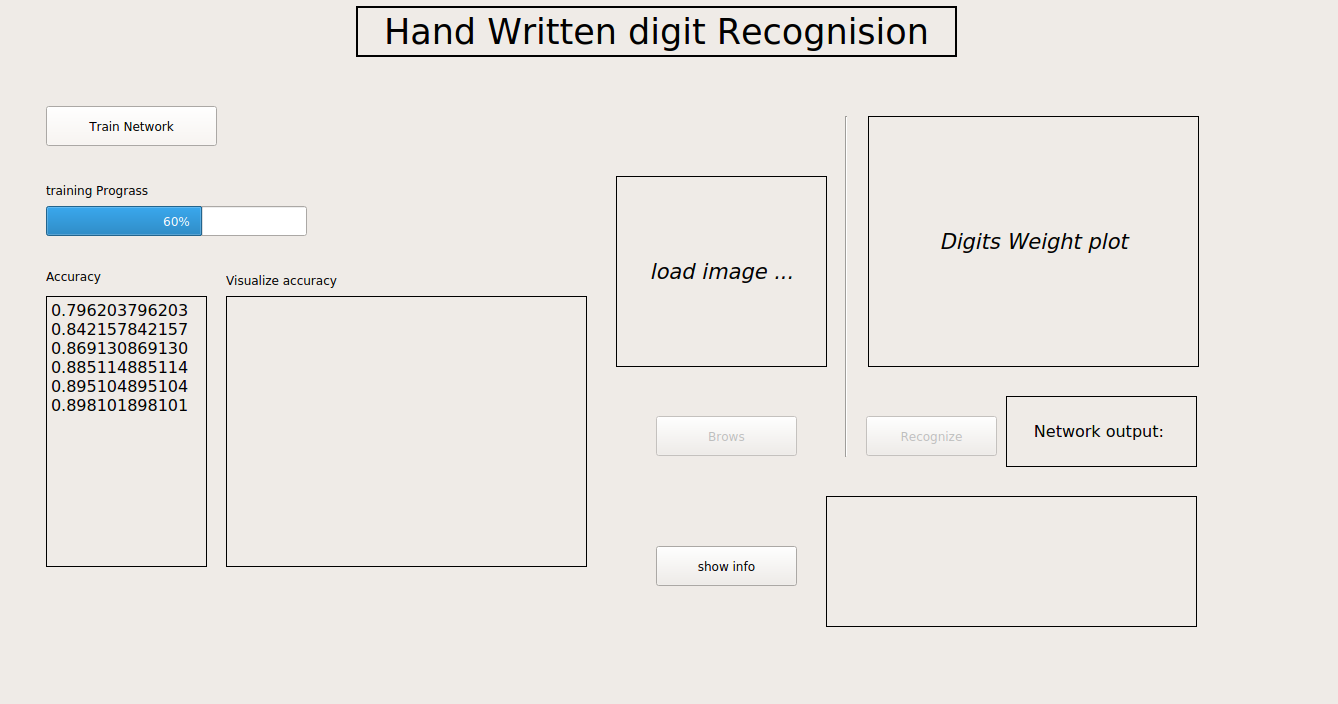 Hand Written digit Recognision
Train Network
training Prograss
60%
Accuracy
Visualize accuracy
0.796203796203
0.842157842157
0.869130869130
0.885114885114
0.895104895104
0.898101898101
load image ...
Digits Weight plot
Brows
Recognize
Network output:
show info